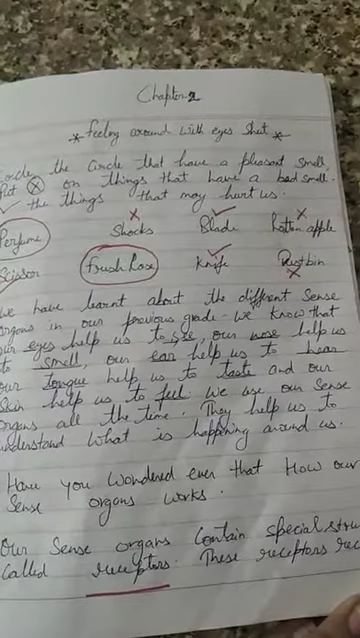 Chapter-2
* feeling around with eyes shut *
the Circle that have a pleasant smell
Put ⊗ on things that have a bad smell.
✓ the things that may hurt us.
Perfume Shocks Blade Rotten apple
Scissor Fresh Rose Knife Dustbin
we have learnt about the different Sense
organs in our previous grade. we know that
our eyes help us to see, our nose help us
to smell, our ear help us to hear
our tongue help us to taste and our
Skin help us to feel. we use our Sense
Organs all the time. They help us to
understand what is happening around us.
Have you wondered ever that How our
Sense organs works.
Our Sense organs Contain special stru
Called receptors. These receptors rec